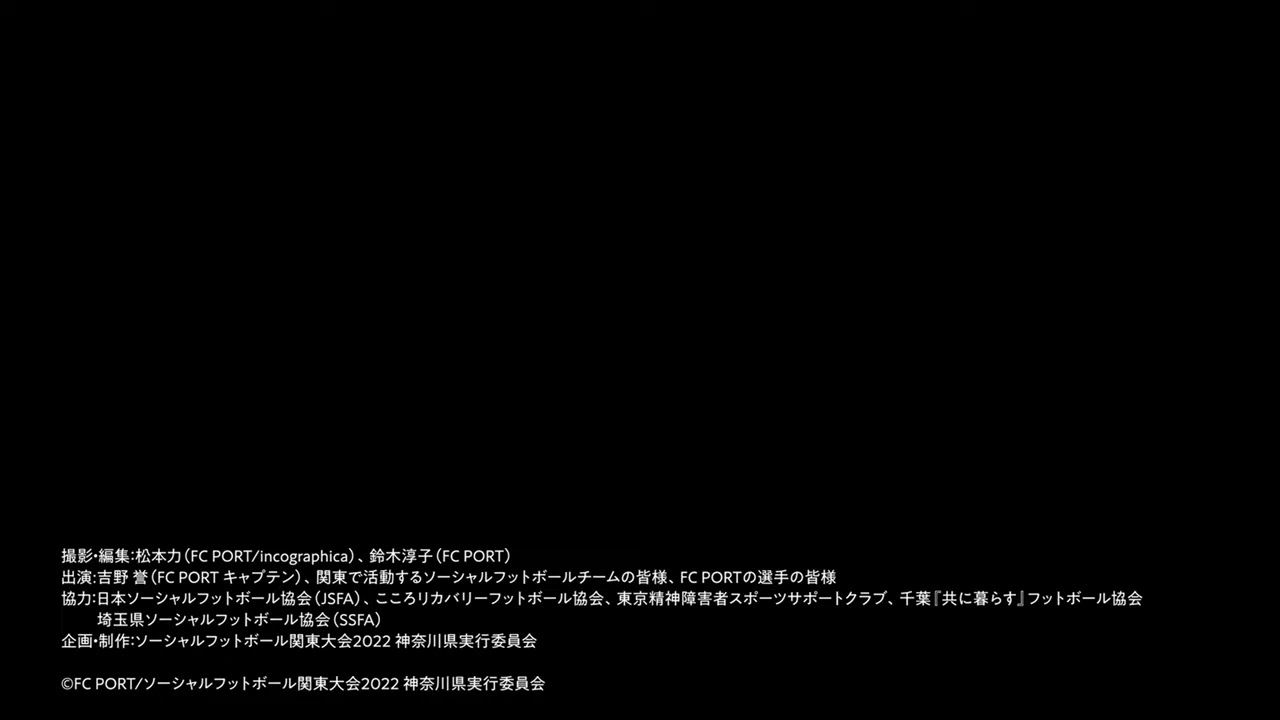 撮影・編集：松本力（FC PORT/incographica）、鈴木淳子（FC PORT）
出演：吉野 誉（FC PORT キャプテン）、関東で活動するソーシャルフットボールチームの皆様、FC PORTの選手の皆様
協力：日本ソーシャルフットボール協会（JSFA）、こころリカバリーフットボール協会、東京精神障害者スポーツサポートクラブ、千葉『共に暮らす』フットボール協会
埼玉県ソーシャルフットボール協会（SSFA）
企画・制作：ソーシャルフットボール関東大会2022 神奈川県実行委員会
©FC PORT/ソーシャルフットボール関東大会2022 神奈川県実行委員会